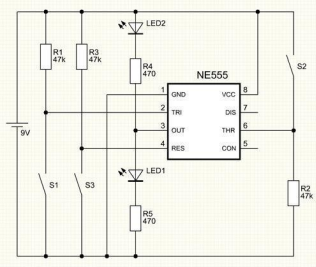 LED2
R1
47k
R3
47k
R4
470
NE555
S2
1
GND
VCC
8
2
TRI
DIS
7
3
OUT
THR
6
4
RES
CON
5
9V
S1
S3
LED1
R2
47k
R5
470